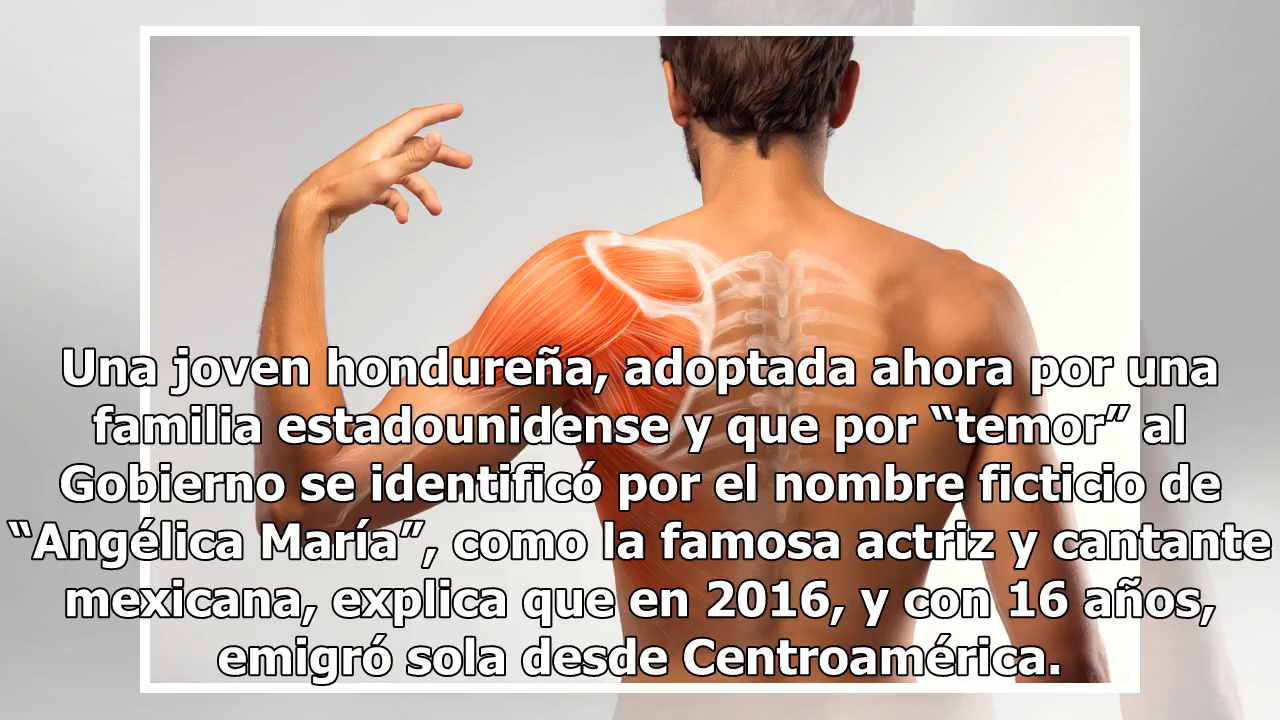 Una joven hondureña, adoptada ahora por una
familia estadounidense y que por “temor” al
Gobierno se identificó por el nombre ficticio de
“Angélica María”, como la famosa actriz y cantante
mexicana, explica que en 2016, y con 16 años,
emigró sola desde Centroamérica.